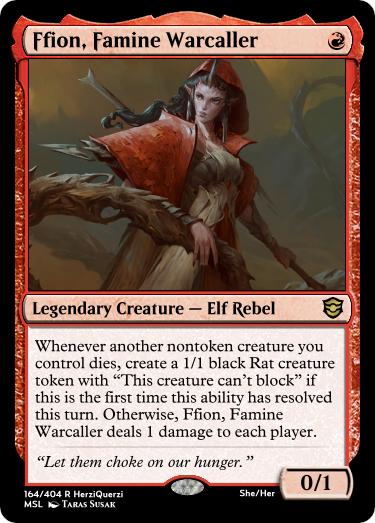 Ffion, Famine Warcaller
Legendary Creature — Elf Rebel
Whenever another nontoken creature you
control dies, create a 1/1 black Rat creature
token with “This creature can’t block” if
this is the first time this ability has resolved
this turn. Otherwise, Ffion, Famine
Warcaller deals 1 damage to each player.
“Let them choke on our hunger.”
0/1
164/404 R HerziQuerzi She/Her
MSL Taras Susak